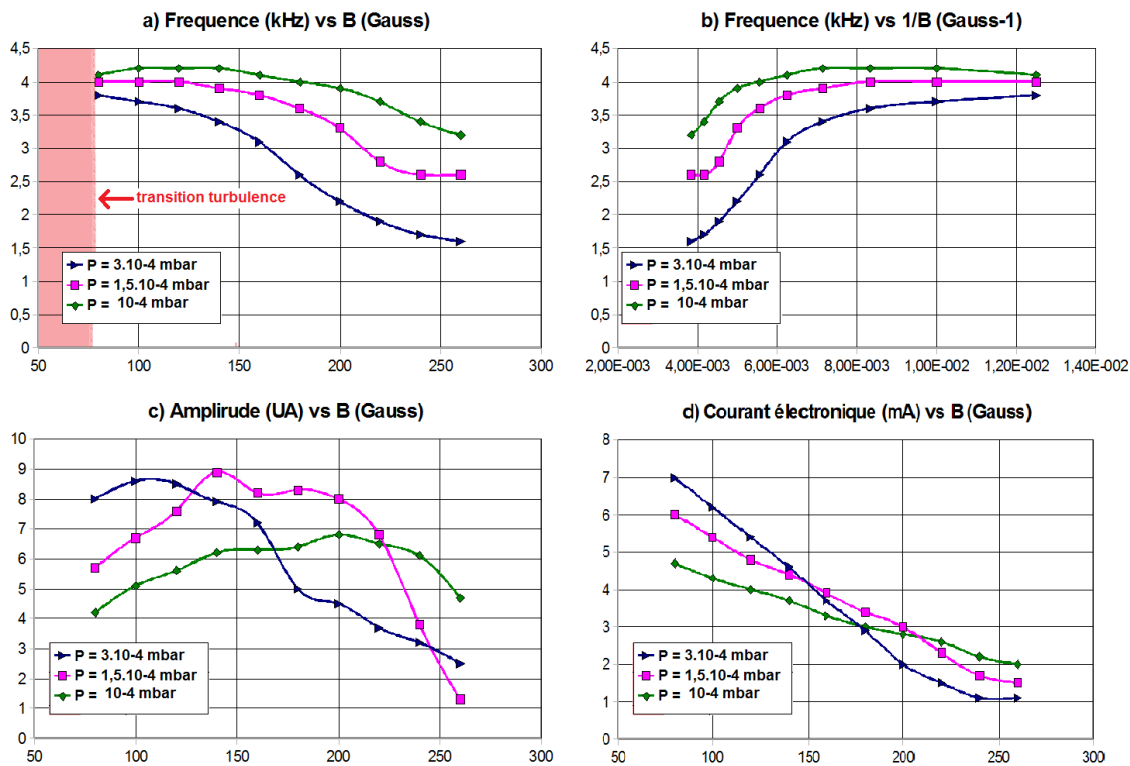 a) Frequence (kHz) vs B (Gauss)
4,5
4
3,5
3
2,5
2
1,5
1
0,5
0
transition turbulence
P = 3.10-4 mbar
P = 1,5.10-4 mbar
P = 10-4 mbar
50 100 150 200 250 300
b) Frequence (kHz) vs 1/B (Gauss-1)
4,5
4
3,5
3
2,5
2
1,5
1
0,5
0
P = 3.10-4 mbar
P = 1,5.10-4 mbar
P = 10-4 mbar
2,00E-003 4,00E-003 6,00E-003 8,00E-003 1,00E-002 1,20E-002 1,40E-002
c) Amplirude (UA) vs B (Gauss)
10
9
8
7
6
5
4
3
2
1
0
P = 3.10-4 mbar
P = 1,5.10-4 mbar
P = 10-4 mbar
50 100 150 200 250 300
d) Courant électronique (mA) vs B (Gauss)
8
7
6
5
4
3
2
1
0
P = 3.10-4 mbar
P = 1,5.10-4 mbar
P = 10-4 mbar
50 100 150 200 250 300